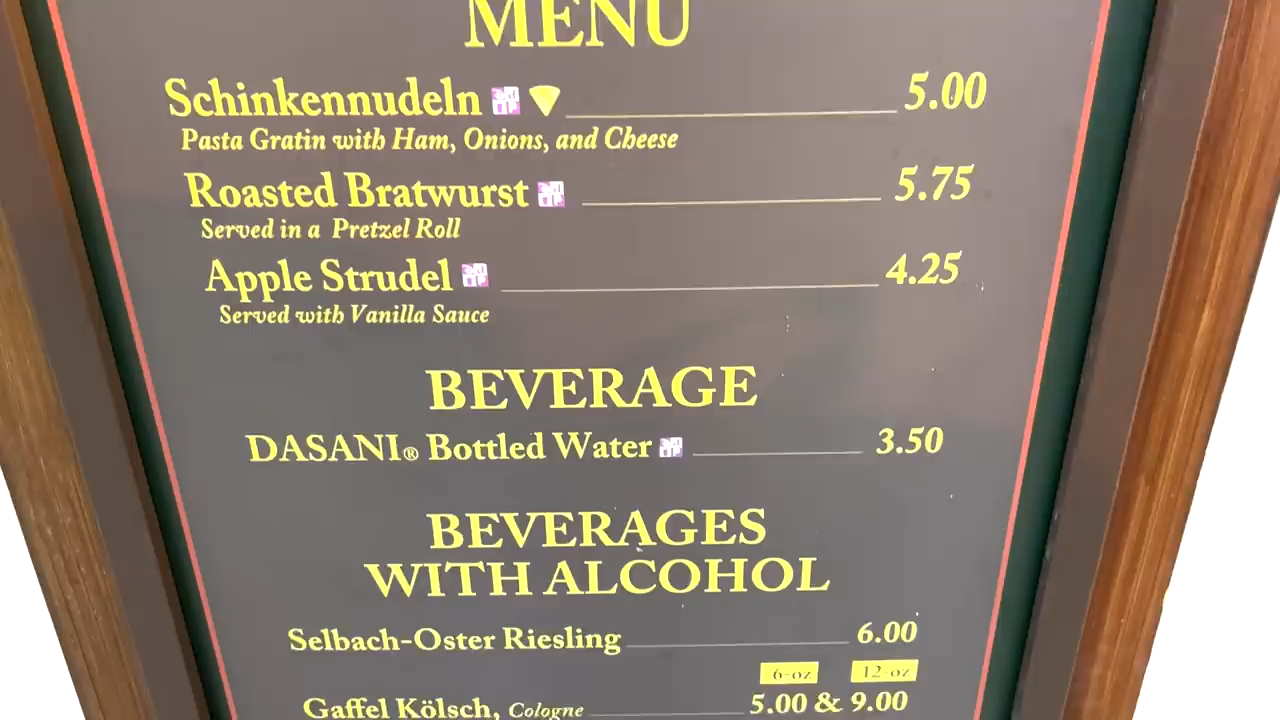 MENU
Schinkennudeln 5.00
Pasta Gratin with Ham, Onions, and Cheese
Roasted Bratwurst 5.75
Served in a Pretzel Roll
Apple Strudel 4.25
Served with Vanilla Sauce
BEVERAGE
DASANI® Bottled Water 3.50
BEVERAGES
WITH ALCOHOL
Selbach-Oster Riesling 6.00
6-oz 12-oz
Gaffel Kölsch, Cologne 5.00 & 9.00